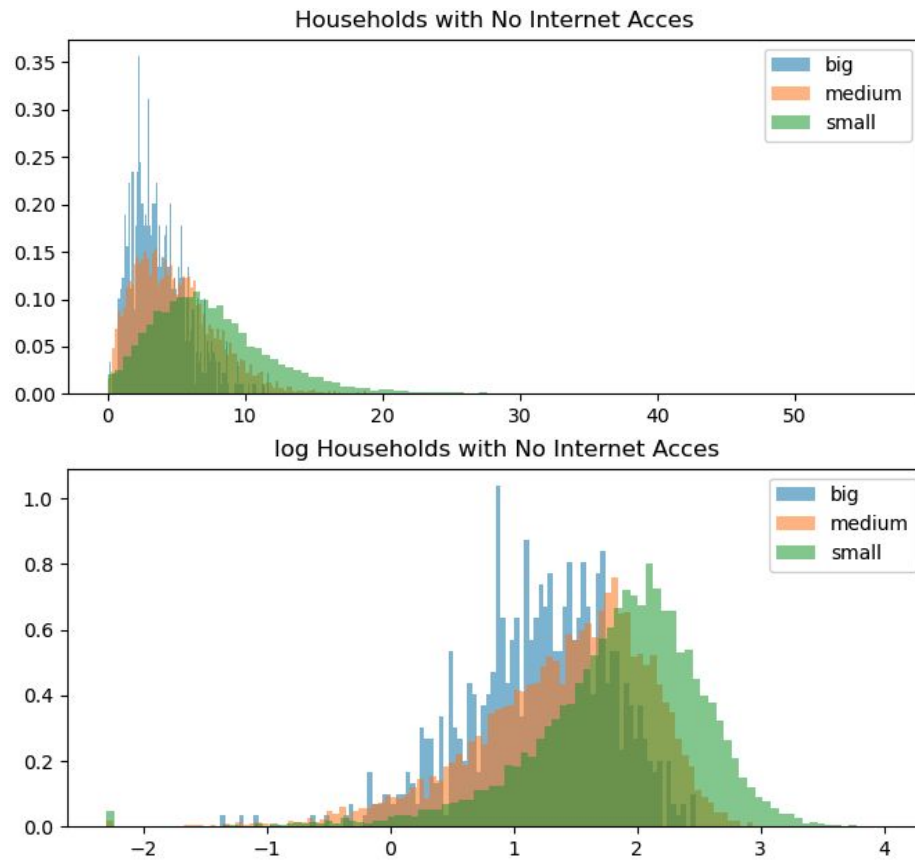 Households with No Internet Acces
0.35
0.30
0.25
0.20
0.15
0.10
0.05
0.00
big
medium
small
0 10 20 30 40 50
log Households with No Internet Acces
1.0
0.8
0.6
0.4
0.2
0.0
big
medium
small
−2 −1 0 1 2 3 4